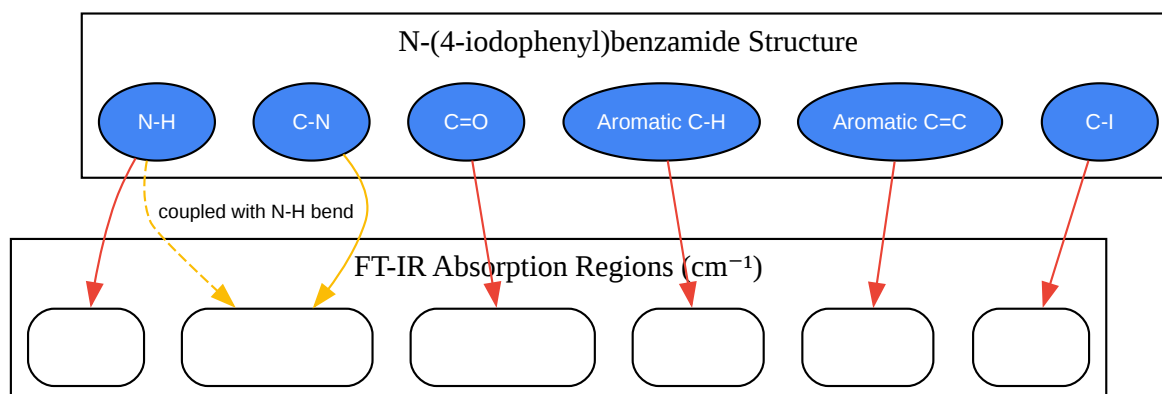 N-(4-iodophenyl)benzamide Structure
N-H
C-N
C=O
Aromatic C-H
Aromatic C=C
C-I
coupled with N-H bend
FT-IR Absorption Regions (cm⁻¹)